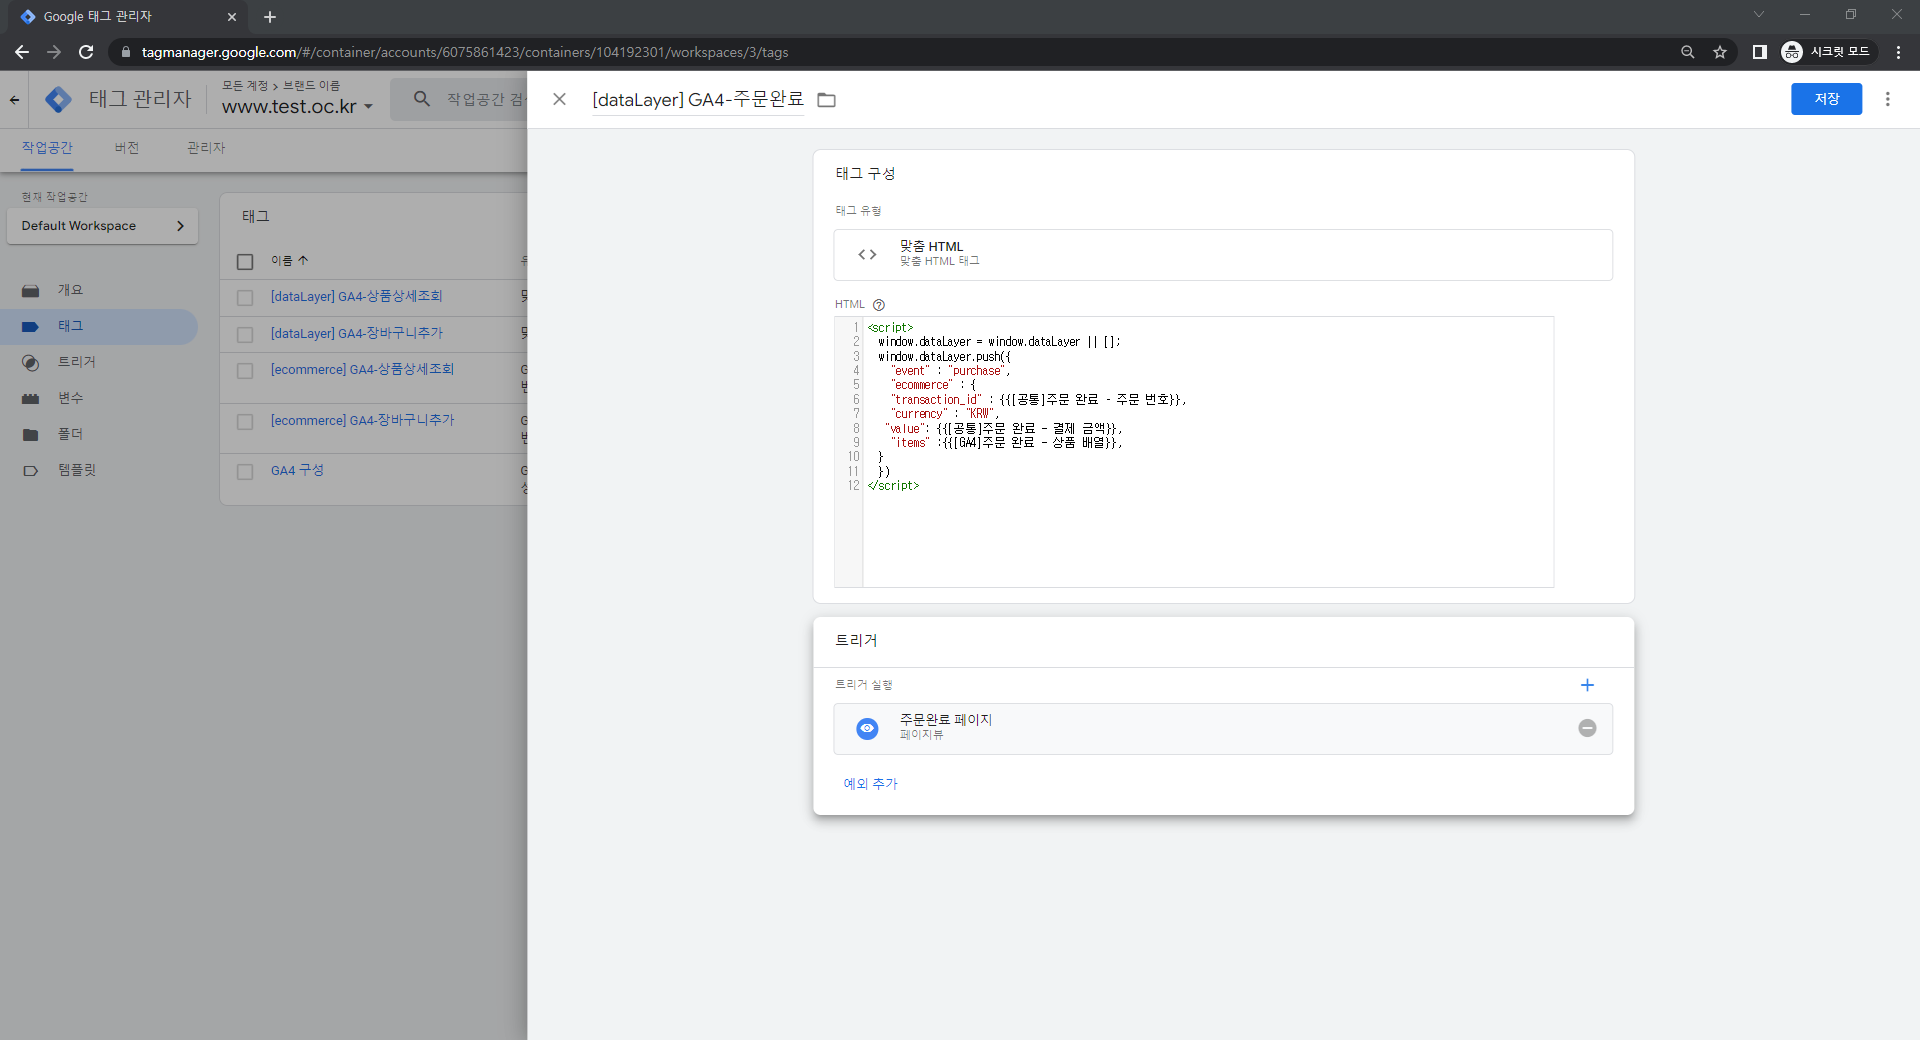 Google 태그 관리자
tagmanager.google.com/#/container/accounts/6075861423/containers/104192301/workspaces/3/tags
시크릿 모드
태그 관리자
모든 계정 > 브랜드 이름
www.test.oc.kr
작업공간 검
[dataLayer] GA4-주문완료
저장
작업공간
버전
관리자
현재 작업공간
Default Workspace
개요
태그
트리거
변수
폴더
템플릿
태그
이름
[dataLayer] GA4-상품상세조회
[dataLayer] GA4-장바구니추가
[ecommerce] GA4-상품상세조회
[ecommerce] GA4-장바구니추가
GA4 구성
태그 구성
태그 유형
맞춤 HTML
맞춤 HTML 태그
HTML
1 <script>
2 window.dataLayer = window.dataLayer || [];
3 window.dataLayer.push({
4 "event" : "purchase",
5 "ecommerce" : {
6 "transaction_id" : {{[공통]주문 완료 - 주문 번호}},
7 "currency" : "KRW",
8 "value": {{[공통]주문 완료 - 결제 금액}},
9 "items" :{{[GA4]주문 완료 - 상품 배열}},
10 }
11 })
12 </script>
트리거
트리거 실행
주문완료 페이지
페이지뷰
예외 추가